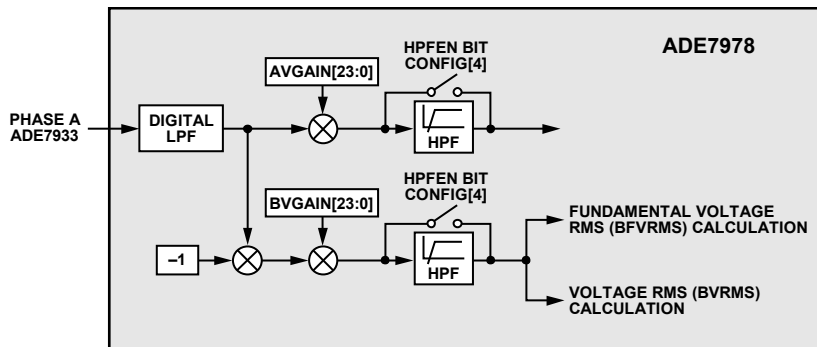 ADE7978
HPFEN BIT
CONFIG[4]
AVGAIN[23:0]
PHASE A
ADE7933
DIGITAL
LPF
HPF
HPFEN BIT
CONFIG[4]
BVGAIN[23:0]
–1
HPF
FUNDAMENTAL VOLTAGE
RMS (BFVRMS) CALCULATION
VOLTAGE RMS (BVRMS)
CALCULATION